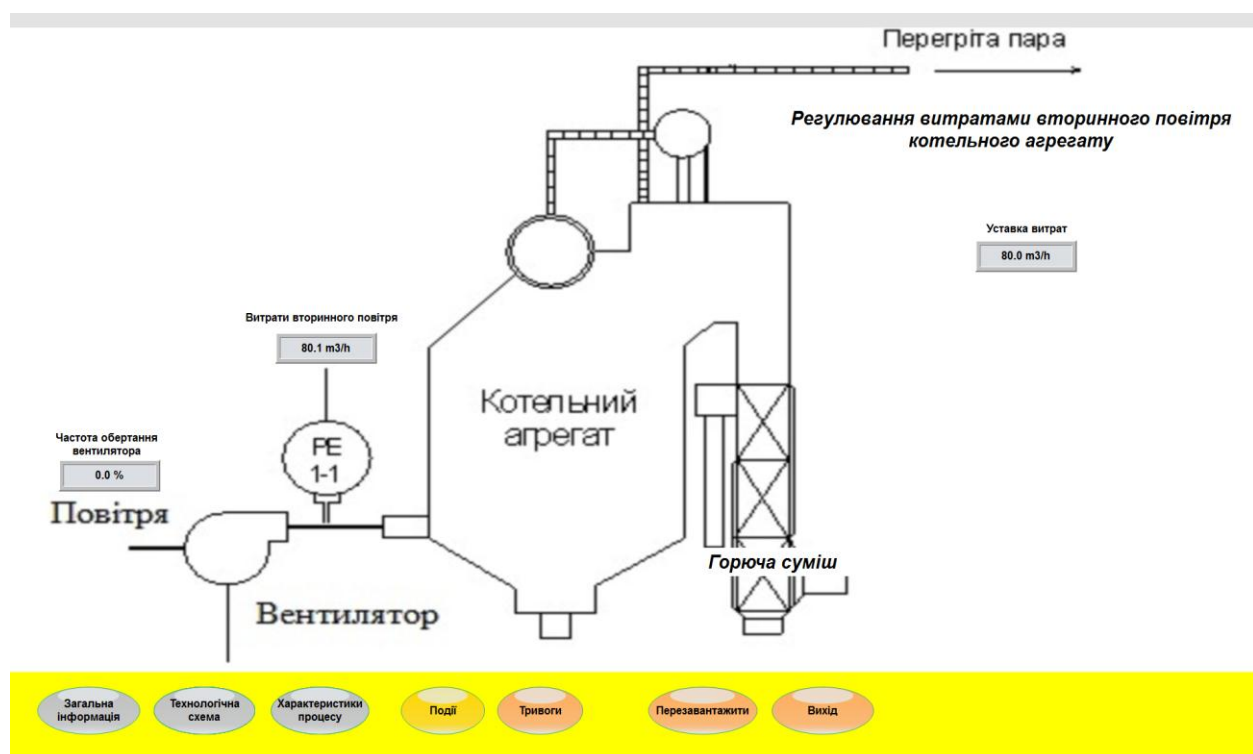 Перегріта пара
Регулювання витратами вторинного повітря
котельного агрегату
Уставка витрат
80.0 m3/h
Витрати вторинного повітря
80.1 m3/h
Котельний
агрегат
Частота обертання
вентилятора
0.0 %
PE
1-1
Повітря
Горюча суміш
Вентилятор
Загальна
інформація
Технологічна
схема
Характеристики
процесу
Події
Тривоги
Перезавантажити
Вихід